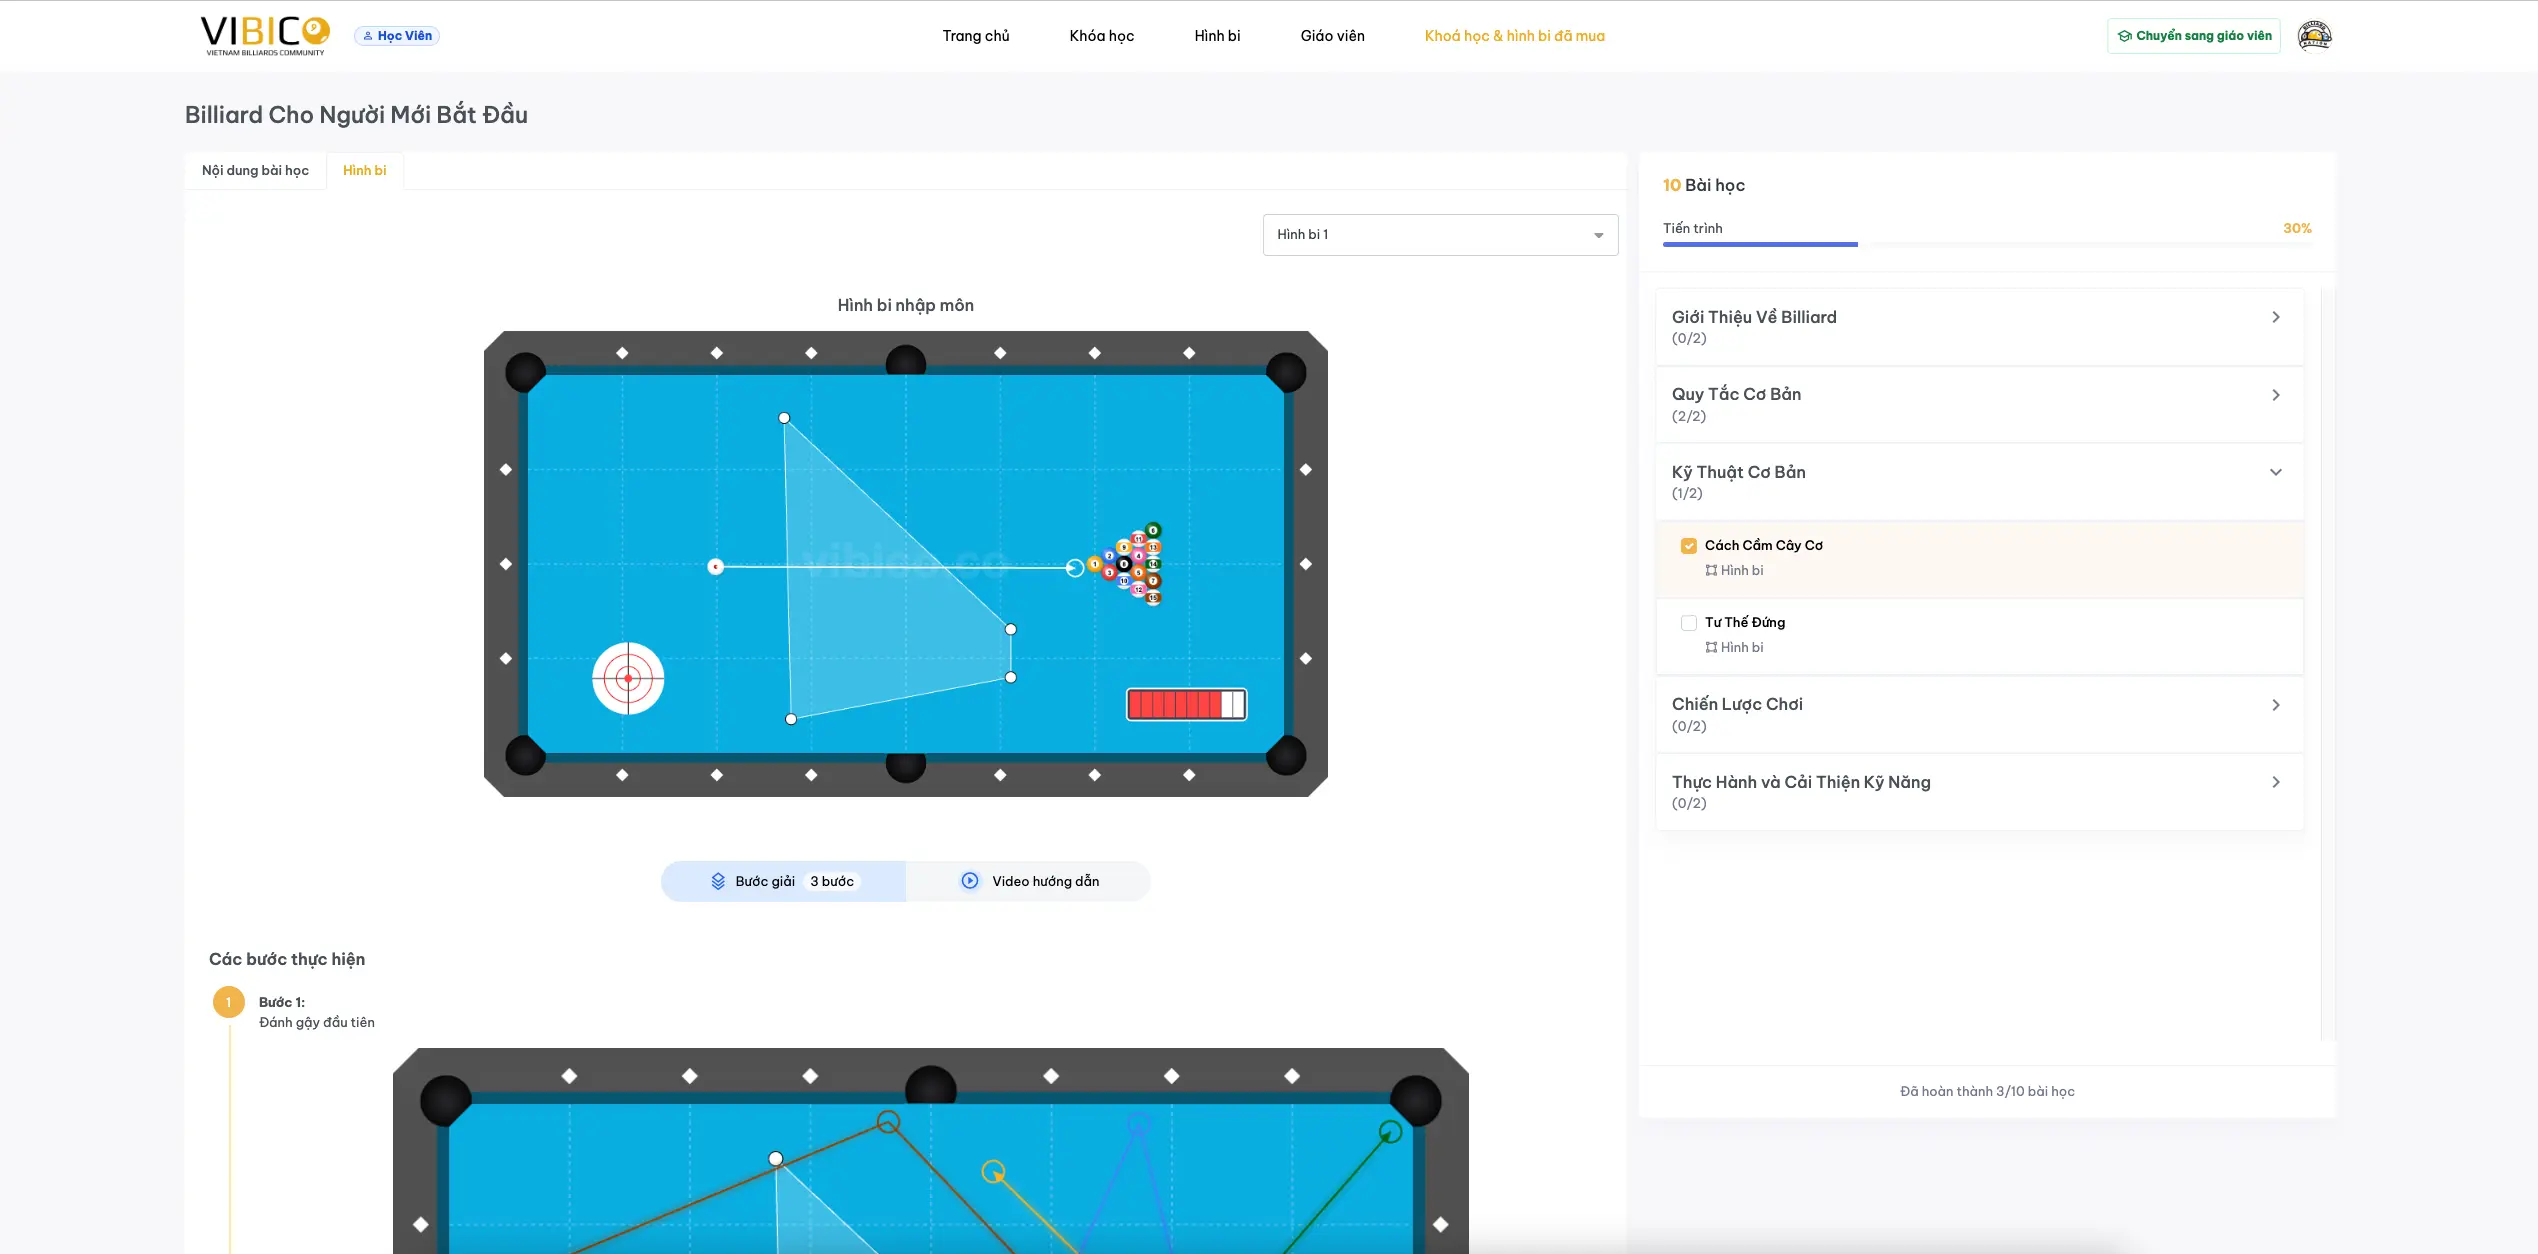 VIBICO
VIETNAM BILLIARDS COMMUNITY
Học Viên
Trang chủ
Khóa học
Hình bi
Giáo viên
Khoá học & hình bi đã mua
Chuyển sang giáo viên
Billiard Cho Người Mới Bắt Đầu
Nội dung bài học
Hình bi
Hình bi 1
Hình bi nhập môn
vibico.co
Bước giải
3 bước
Video hướng dẫn
Các bước thực hiện
1
Bước 1:
Đánh gậy đầu tiên
10 Bài học
Tiến trình
30%
Giới Thiệu Về Billiard
(0/2)
Quy Tắc Cơ Bản
(2/2)
Kỹ Thuật Cơ Bản
(1/2)
Cách Cầm Cây Cơ
Hình bi
Tư Thế Đứng
Hình bi
Chiến Lược Chơi
(0/2)
Thực Hành và Cải Thiện Kỹ Năng
(0/2)
Đã hoàn thành 3/10 bài học